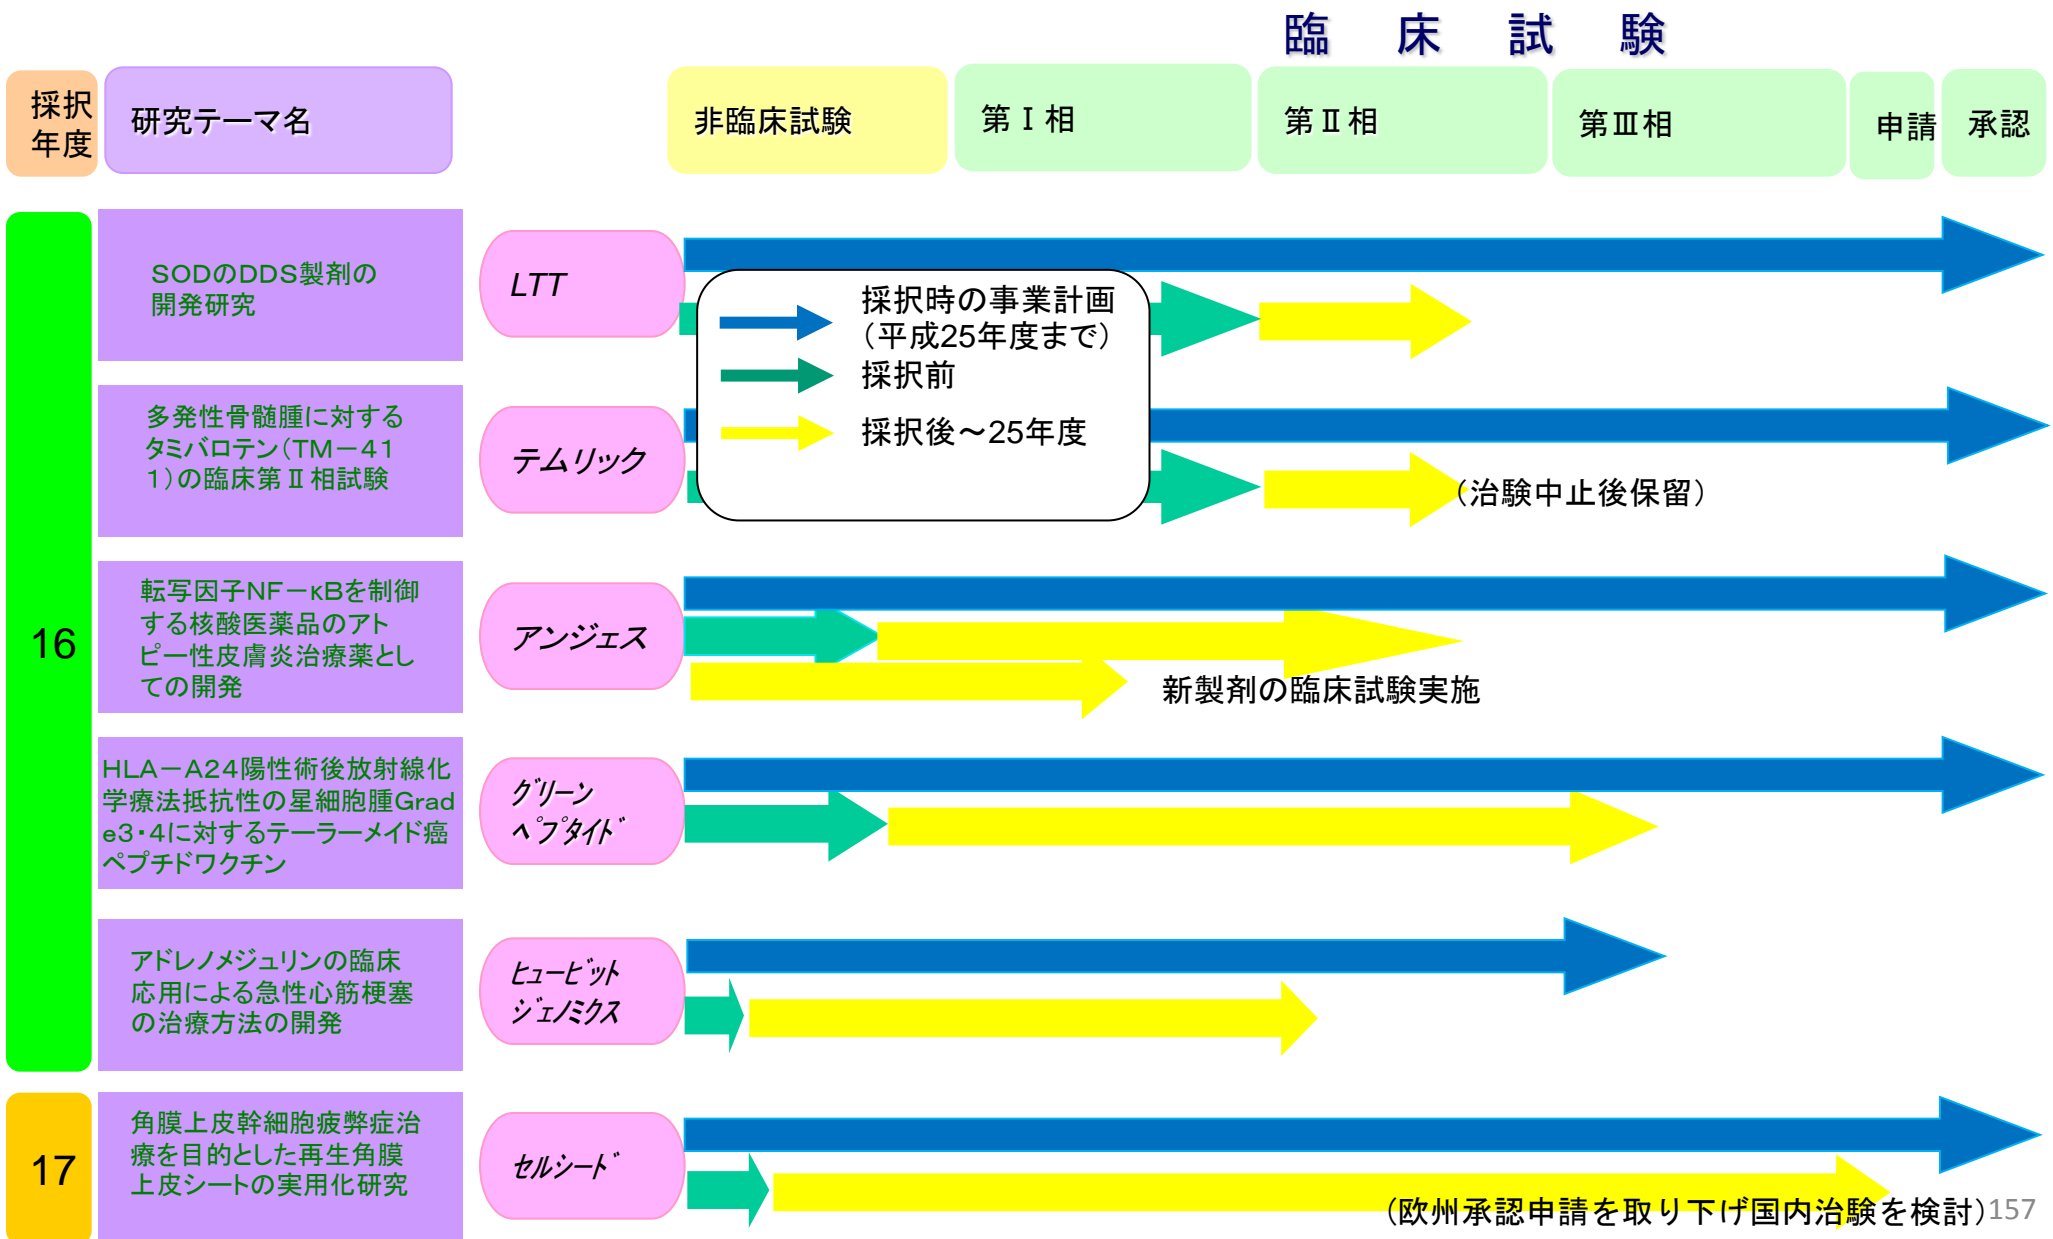 臨床試験
採択
年度
研究テーマ名
非臨床試験
第Ⅰ相
第Ⅱ相
第Ⅲ相
申請
承認
16
SODのDDS製剤の
開発研究
LTT
採択時の事業計画
(平成25年度まで)
採択前
採択後～25年度
多発性骨髄腫に対する
タミバロテン(TM－41
1)の臨床第Ⅱ相試験
テムリック
(治験中止後保留)
転写因子NF－κBを制御
する核酸医薬品のアト
ピー性皮膚炎治療薬とし
ての開発
アンジェス
新製剤の臨床試験実施
HLA－A24陽性術後放射線化
学療法抵抗性の星細胞腫Grad
e3・4に対するテーラーメイド癌
ペプチドワクチン
グリーン
ペプタイド
アドレノメジュリンの臨床
応用による急性心筋梗塞
の治療方法の開発
ヒュービット
ジェノミクス
17
角膜上皮幹細胞疲弊症治
療を目的とした再生角膜
上皮シートの実用化研究
セルシード
(欧州承認申請を取り下げ国内治験を検討)
157